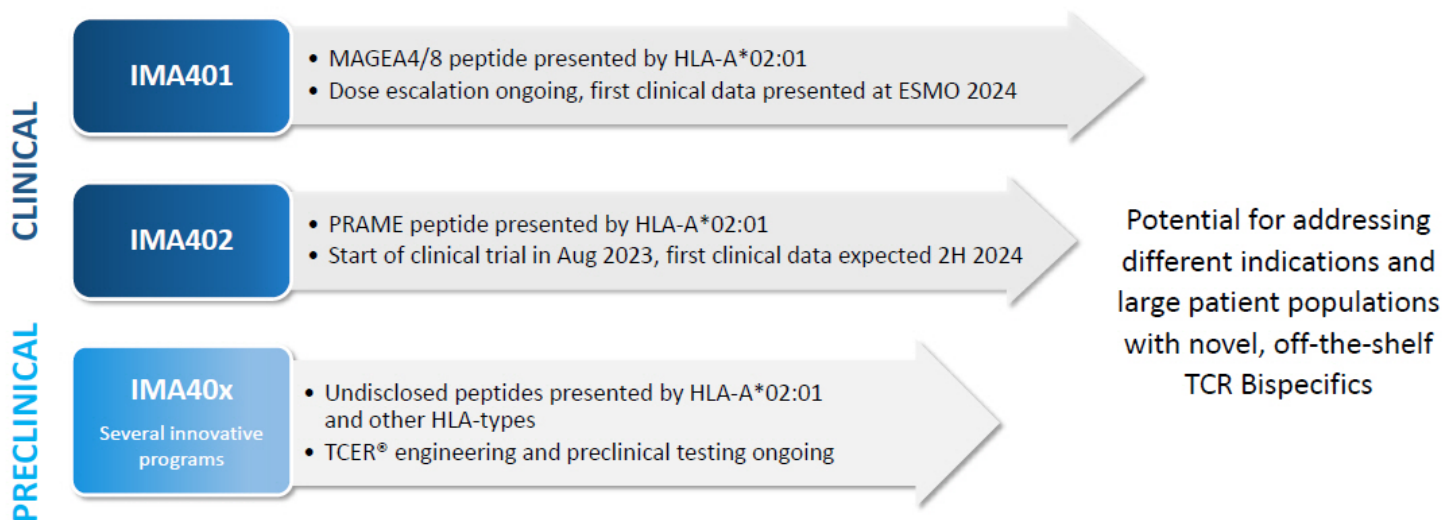 CLINICAL
IMA401
• MAGEA4/8 peptide presented by HLA-A*02:01
• Dose escalation ongoing, first clinical data presented at ESMO 2024
IMA402
• PRAME peptide presented by HLA-A*02:01
• Start of clinical trial in Aug 2023, first clinical data expected 2H 2024
PRECLINICAL
IMA40x
Several innovative
programs
• Undisclosed peptides presented by HLA-A*02:01
and other HLA-types
• TCER® engineering and preclinical testing ongoing
Potential for addressing
different indications and
large patient populations
with novel, off-the-shelf
TCR Bispecifics